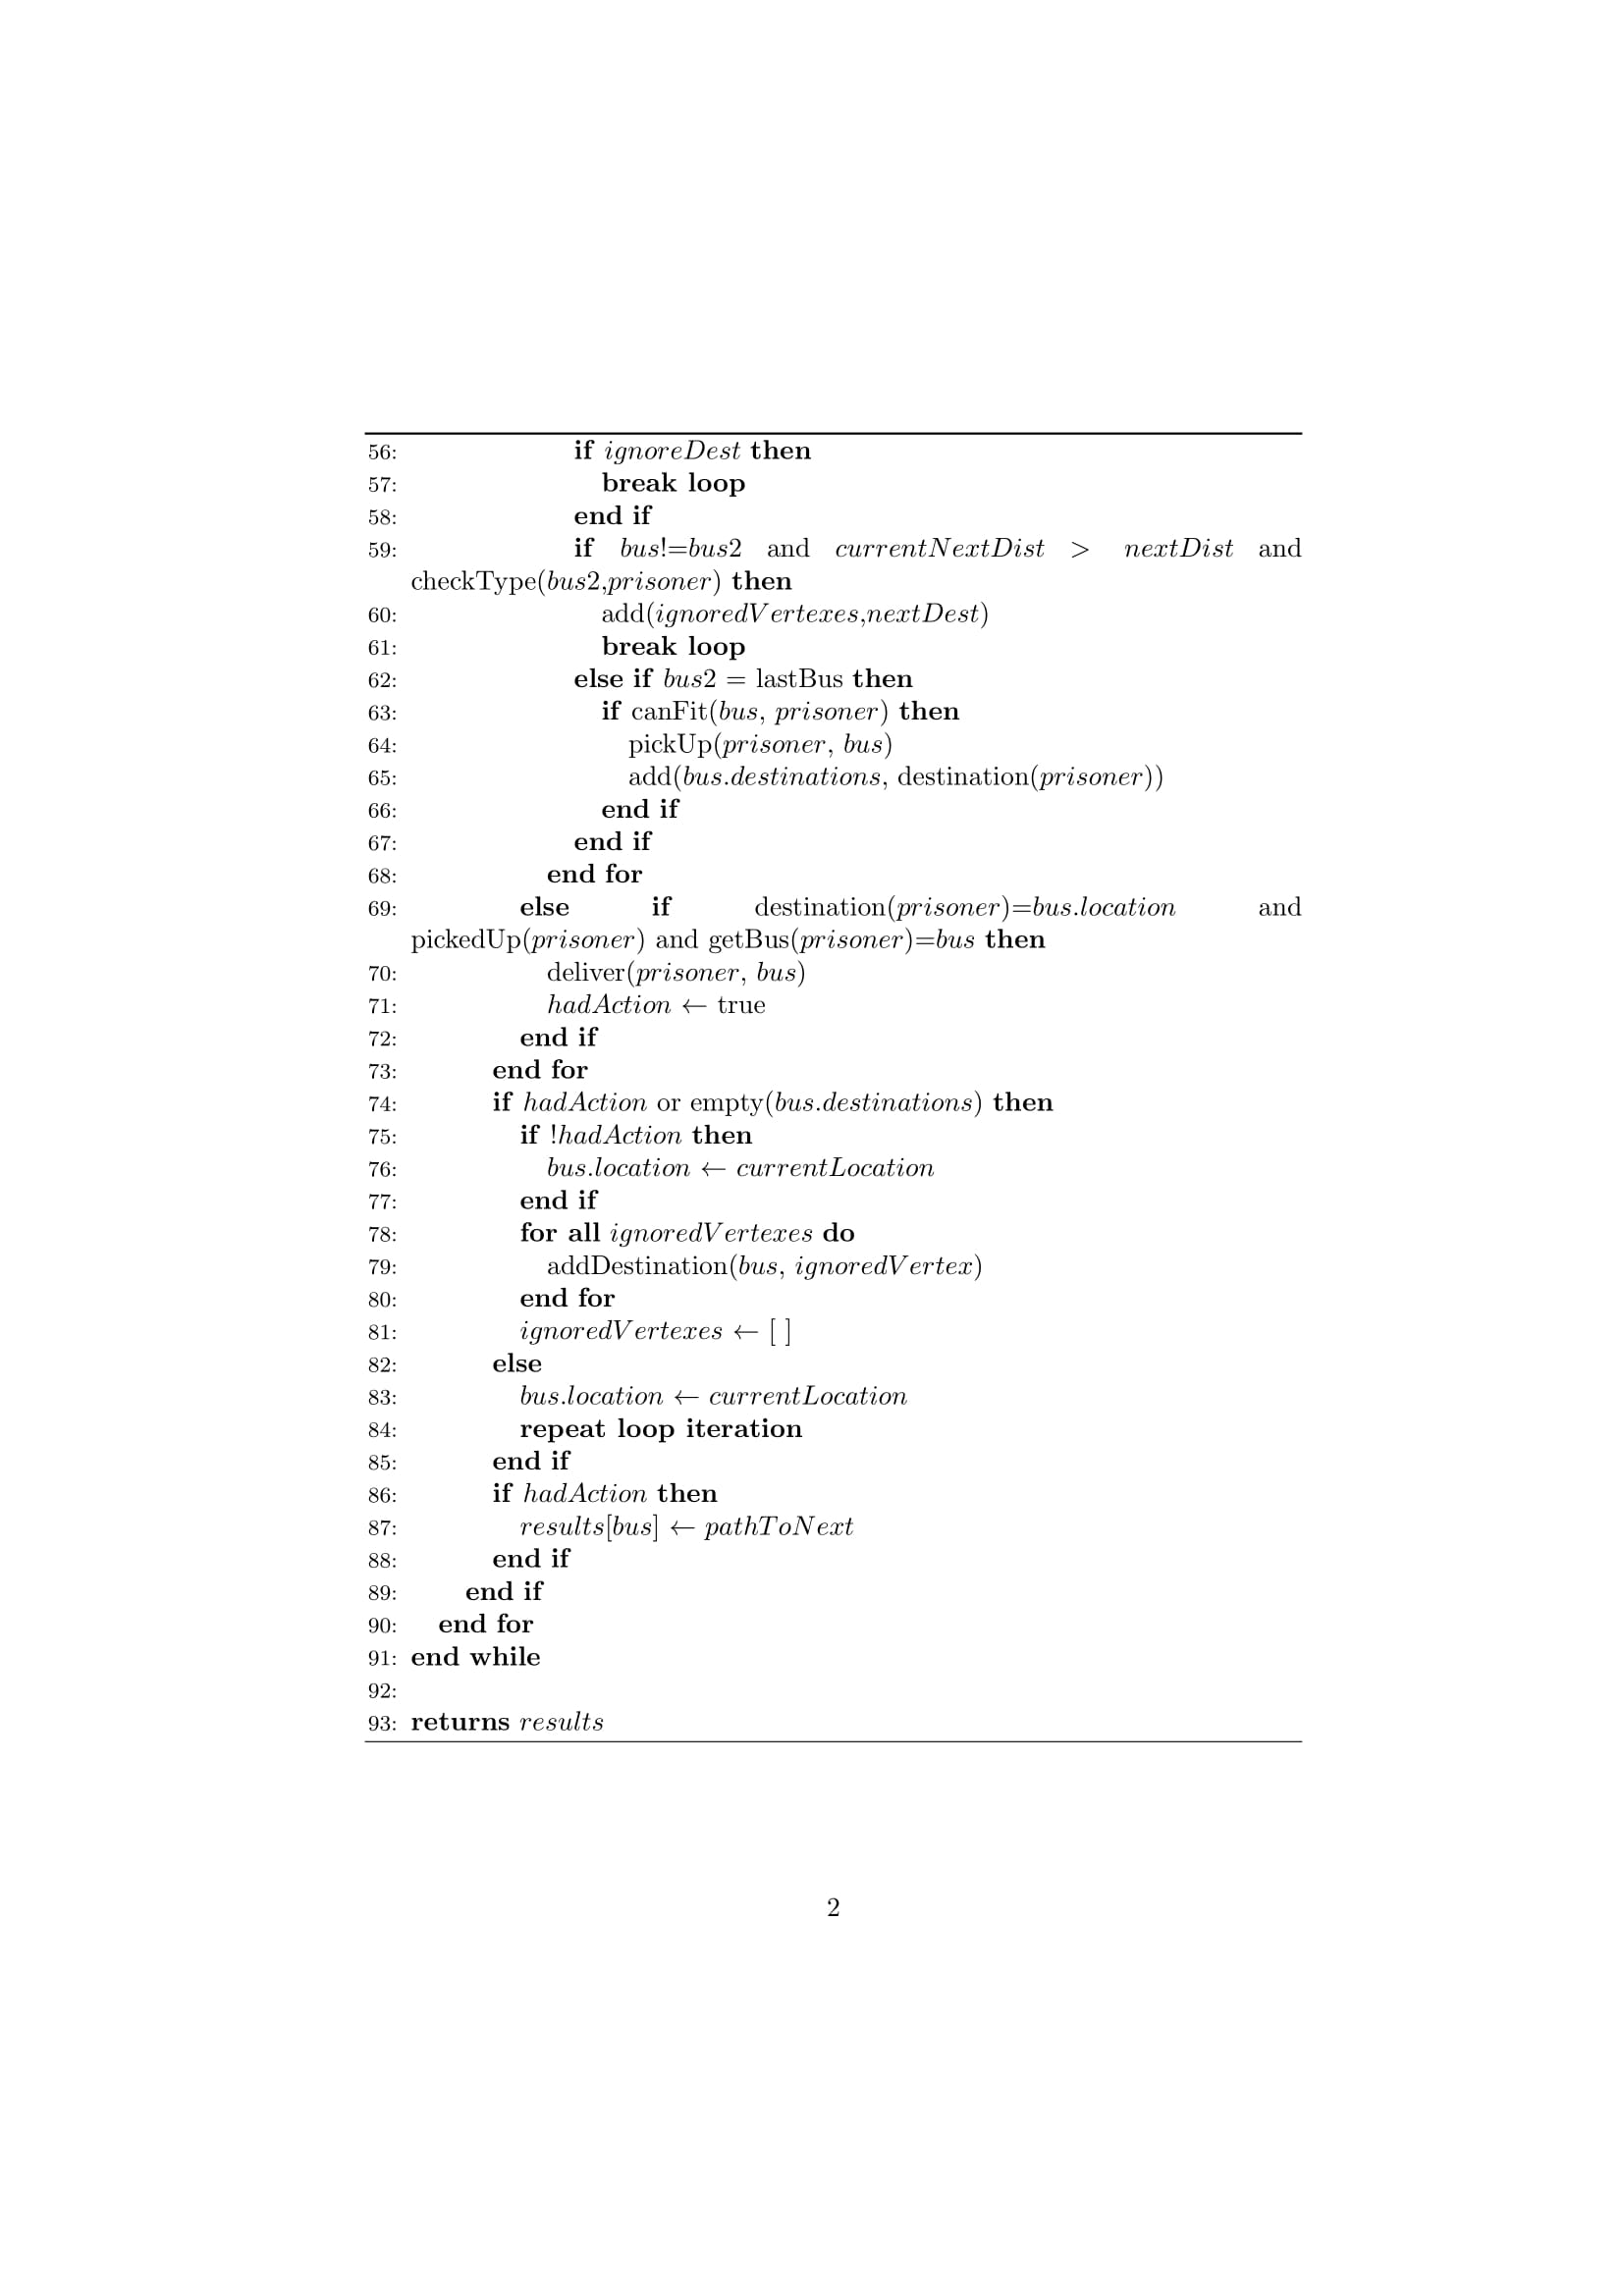 56: if ignoreDest then
57: break loop
58: end if
59: if bus!=bus2 and currentNextDist > nextDist and
checkType(bus2,prisoner) then
60: add(ignoredVertexes,nextDest)
61: break loop
62: else if bus2 = lastBus then
63: if canFit(bus, prisoner) then
64: pickUp(prisoner, bus)
65: add(bus.destinations, destination(prisoner))
66: end if
67: end if
68: end for
69: else if destination(prisoner)=bus.location and
pickedUp(prisoner) and getBus(prisoner)=bus then
70: deliver(prisoner, bus)
71: hadAction ← true
72: end if
73: end for
74: if hadAction or empty(bus.destinations) then
75: if !hadAction then
76: bus.location ← currentLocation
77: end if
78: for all ignoredVertexes do
79: addDestination(bus, ignoredVertex)
80: end for
81: ignoredVertexes ← [ ]
82: else
83: bus.location ← currentLocation
84: repeat loop iteration
85: end if
86: if hadAction then
87: results[bus] ← pathToNext
88: end if
89: end if
90: end for
91: end while
92:
93: returns results
2